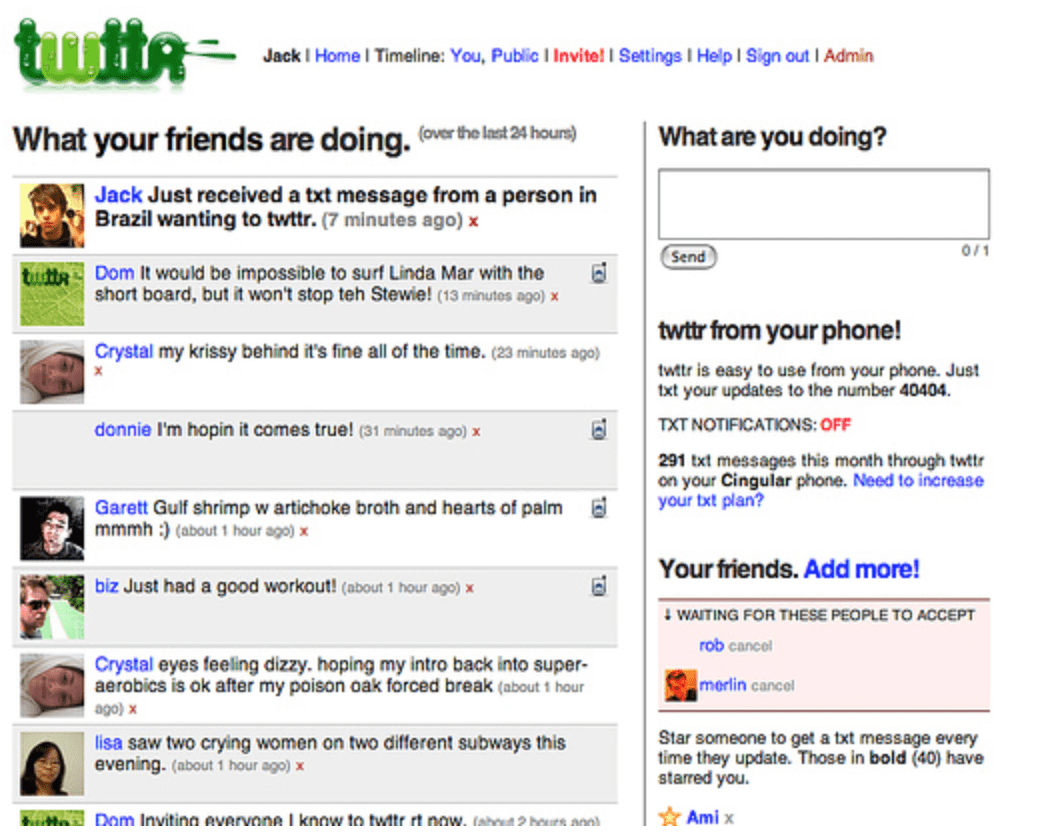 twttr
Jack | Home | Timeline: You, Public | Invite! | Settings | Help | Sign out | Admin
What your friends are doing. (over the last 24 hours)
Jack Just received a txt message from a person in
Brazil wanting to twttr. (7 minutes ago) x
twttr
Dom It would be impossible to surf Linda Mar with the
short board, but it won't stop teh Stewie! (13 minutes ago) x
Crystal my krissy behind it's fine all of the time. (23 minutes ago)
x
donnie I'm hopin it comes true! (31 minutes ago) x
Garett Gulf shrimp w artichoke broth and hearts of palm
mmmh :) (about 1 hour ago) x
biz Just had a good workout! (about 1 hour ago) x
Crystal eyes feeling dizzy. hoping my intro back into super-
aerobics is ok after my poison oak forced break (about 1 hour
ago) x
lisa saw two crying women on two different subways this
evening. (about 1 hour ago) x
twttr
Dom Inviting everyone I know to twttr rt now. (about 2 hours ago)
What are you doing?
Send
0 / 1
twttr from your phone!
twttr is easy to use from your phone. Just
txt your updates to the number 40404.
TXT NOTIFICATIONS: OFF
291 txt messages this month through twttr
on your Cingular phone. Need to increase
your txt plan?
Your friends. Add more!
↓ WAITING FOR THESE PEOPLE TO ACCEPT
rob cancel
merlin cancel
Star someone to get a txt message every
time they update. Those in bold (40) have
starred you.
Ami x